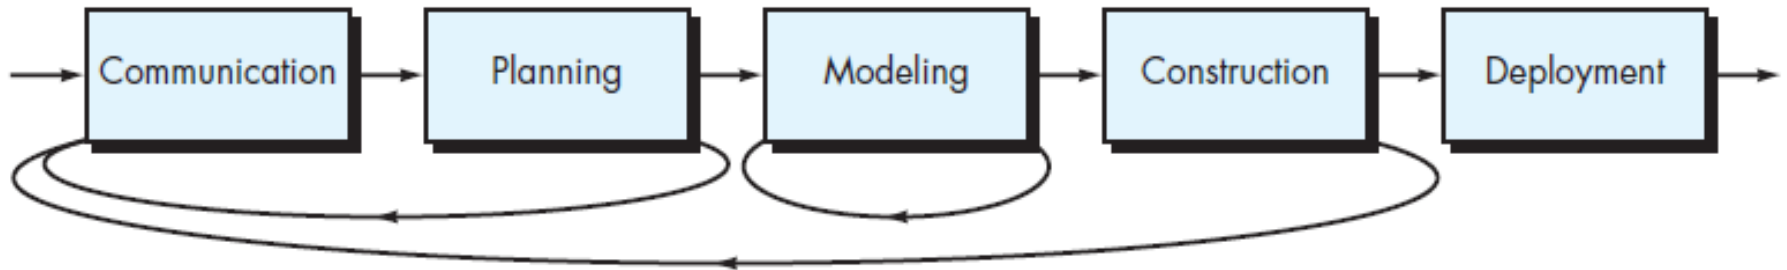 Communication
Planning
Modeling
Construction
Deployment